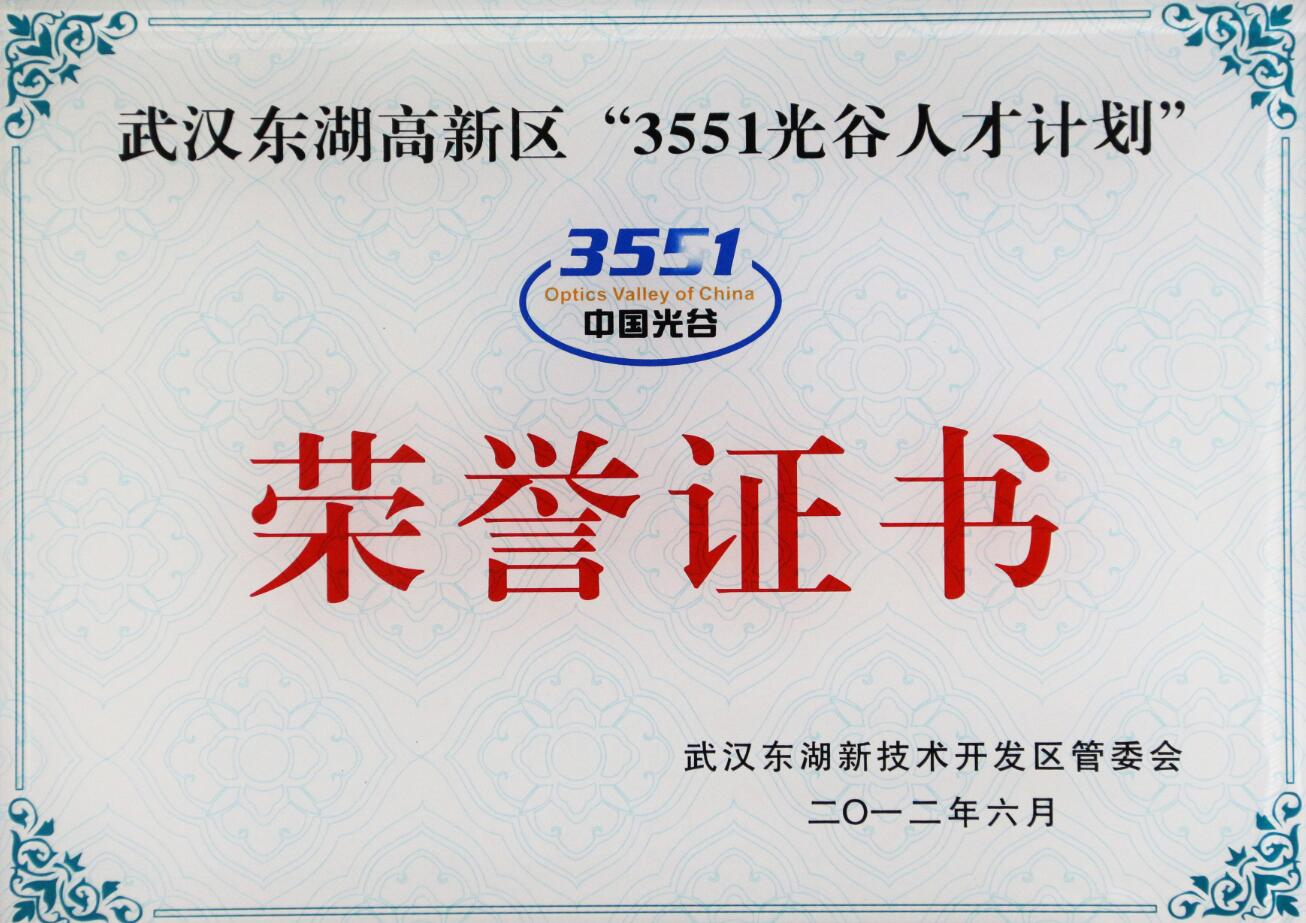 武汉东湖高新区“3551光谷人才计划”
3551
Optics Valley of China
中国光谷
荣誉证书
武汉东湖新技术开发区管委会
二〇一二年六月